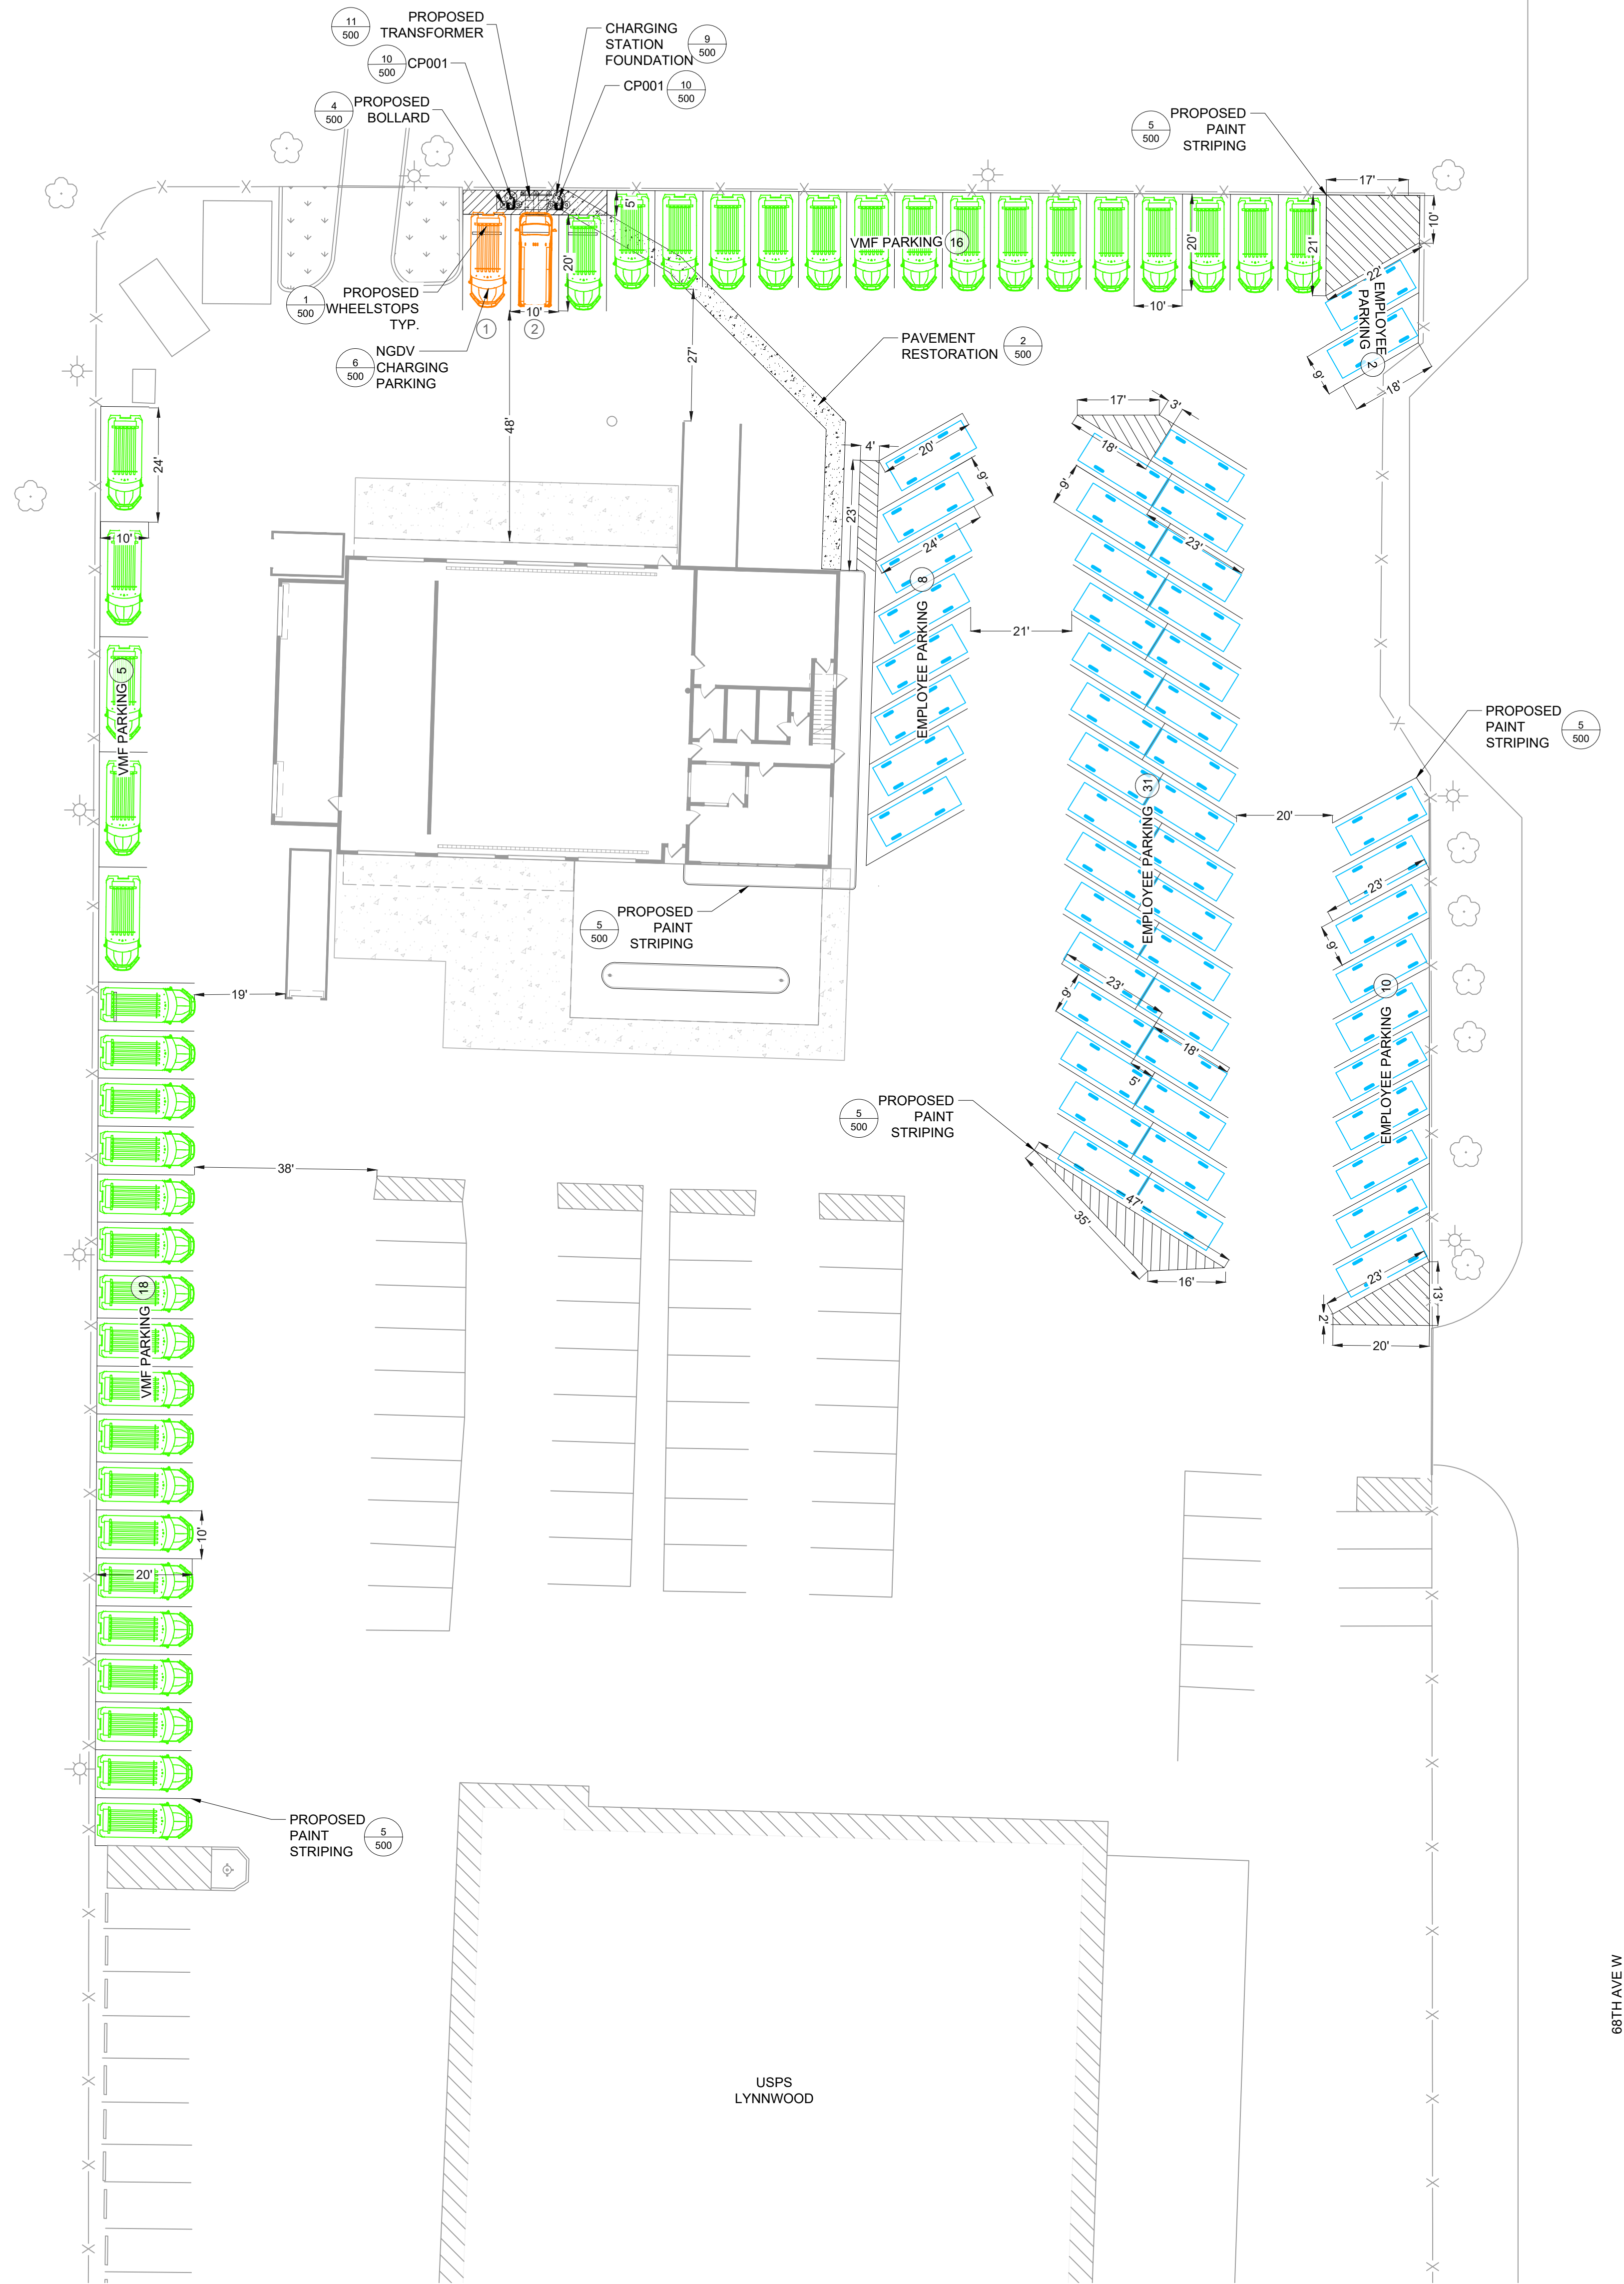 11
500
PROPOSED
TRANSFORMER
CHARGING
STATION
FOUNDATION
9
500
10
500
CP001
CP001
10
500
4
500
PROPOSED
BOLLARD
5
500
PROPOSED
PAINT
STRIPING
17'
10'
5'
VMF PARKING 16
20'
20'
21'
22'
10'
10'
EMPLOYEE
PARKING 2
9'
18'
1
500
PROPOSED
WHEELSTOPS
TYP.
1
2
6
500
NGDV
CHARGING
PARKING
27'
48'
PAVEMENT
RESTORATION
2
500
24'
10'
VMF PARKING 5
4'
20'
9'
23'
24'
EMPLOYEE PARKING 8
21'
17'
3'
18'
9'
23'
EMPLOYEE PARKING 31
20'
PROPOSED
PAINT
STRIPING
5
500
23'
9'
EMPLOYEE PARKING 10
5
500
PROPOSED
PAINT
STRIPING
19'
23'
9'
18'
5'
5
500
PROPOSED
PAINT
STRIPING
38'
47'
35'
16'
23'
13'
2'
20'
VMF PARKING 18
10'
20'
PROPOSED
PAINT
STRIPING
5
500
68TH AVE W
USPS
LYNNWOOD